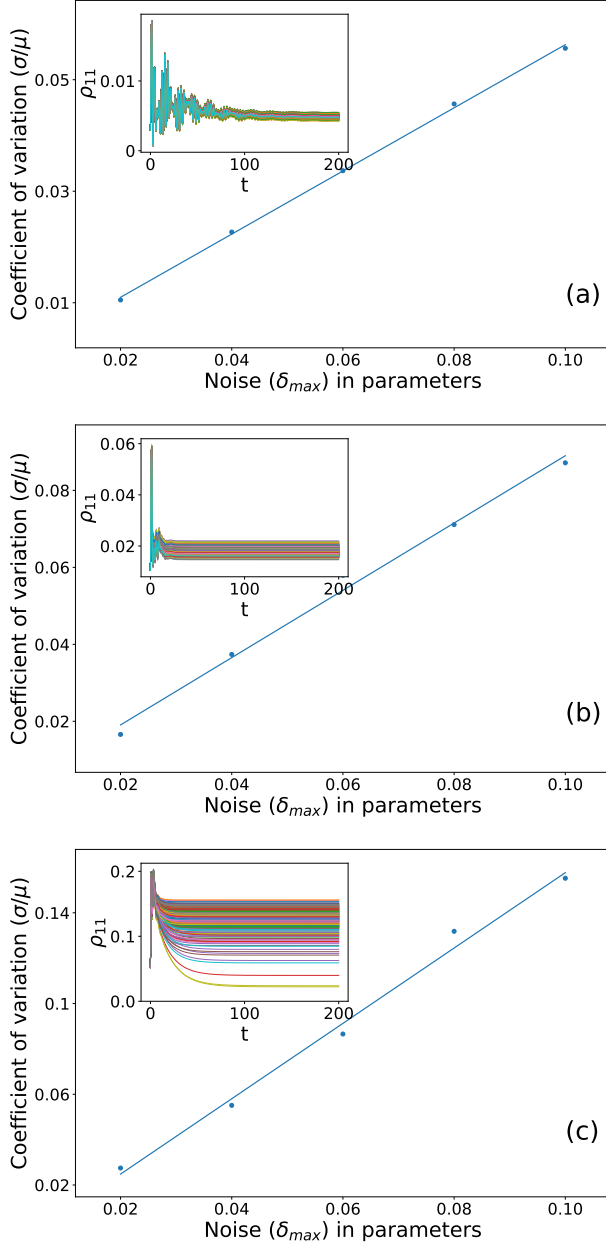 Coefficient of variation (σ/μ)
0.05
0.03
0.01
ρ11
0.01
0
0
200
t
(a)
0.02
0.04
0.06
0.08
0.10
Noise (δmax) in parameters
Coefficient of variation (σ/μ)
0.08
0.06
0.04
0.02
ρ11
0.06
0.04
0.02
0
100
200
t
(b)
0.02
0.04
0.06
0.08
0.10
Noise (δmax) in parameters
Coefficient of variation (σ/μ)
0.14
0.1
0.06
0.02
ρ11
0.2
0.1
0.0
0
100
200
t
(c)
0.02
0.04
0.06
0.08
0.10
Noise (δmax) in parameters